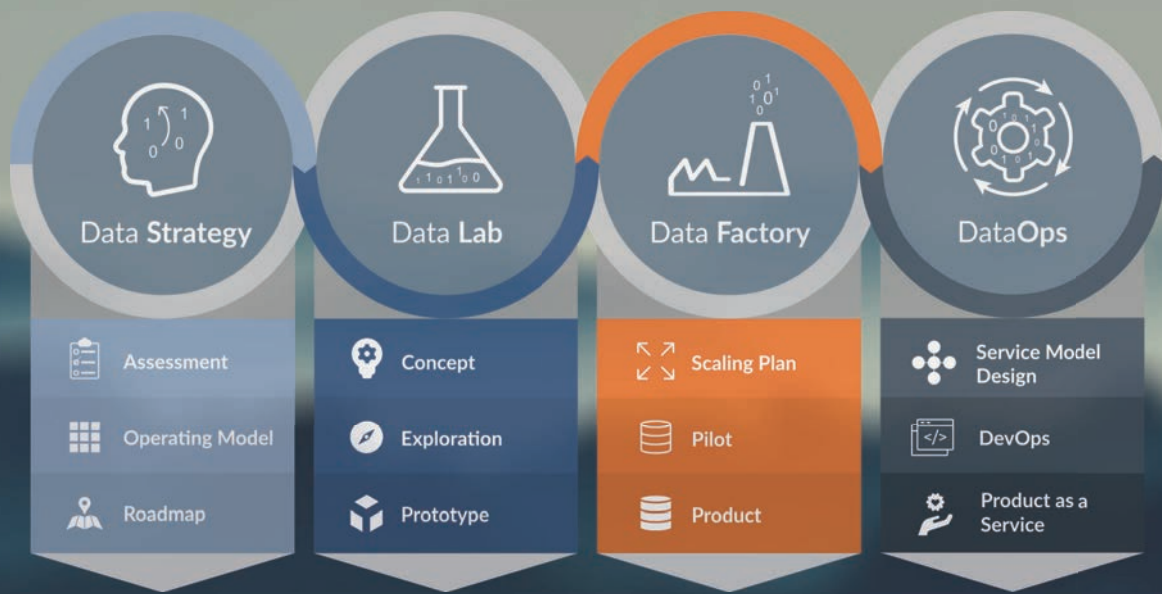 Data Strategy
Assessment
Operating Model
Roadmap
Data Lab
Concept
Exploration
Prototype
Data Factory
Scaling Plan
Pilot
Product
DataOps
Service Model
Design
DevOps
Product as a
Service